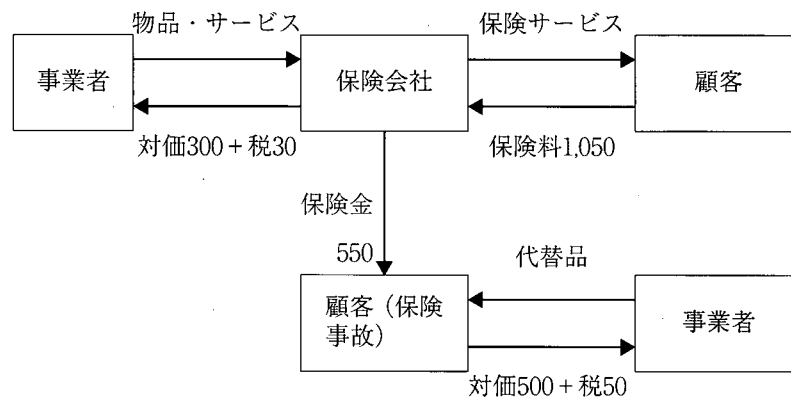 物品・サービス
保険サービス
事業者
保険会社
顧客
対価300+税30
保険料1,050
保険金
550
代替品
顧客（保険
事故）
事業者
対価500+税50